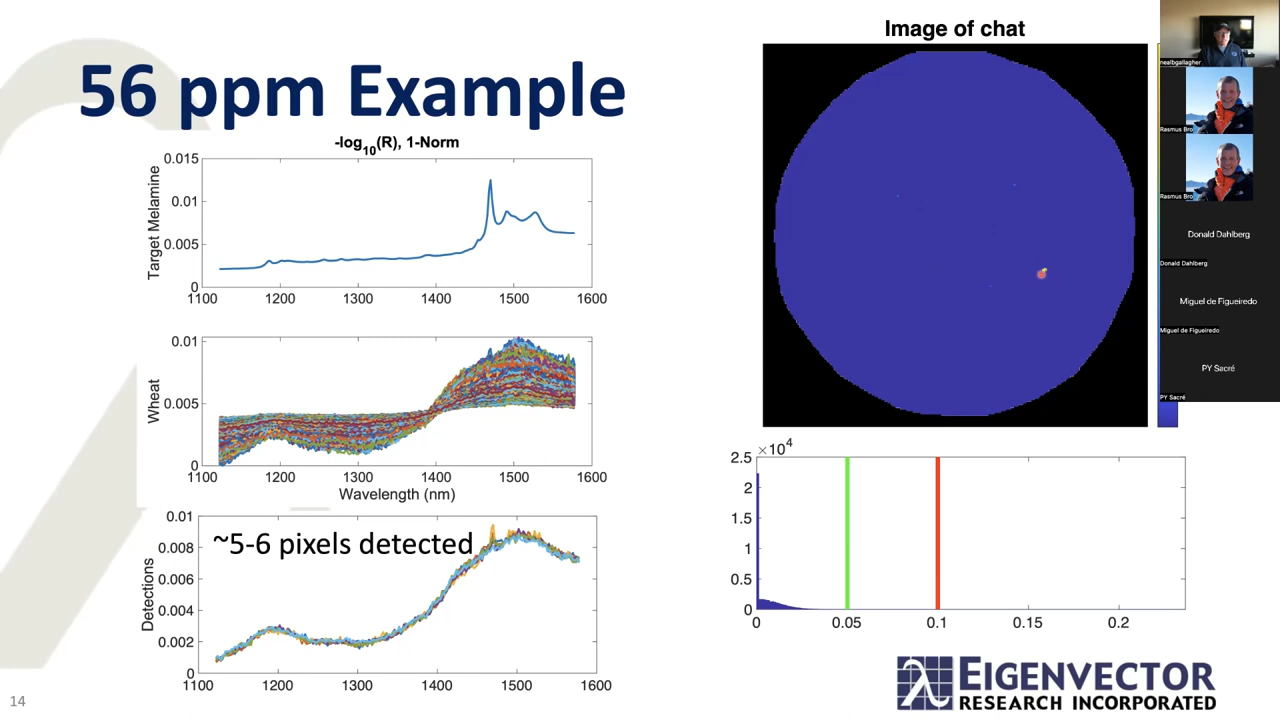 56 ppm Example
-log10(R), 1-Norm
Target Melamine
0.015
0.01
0.005
0
1100 1200 1300 1400 1500 1600
Wheat
0.01
0.005
0
1100 1200 1300 1400 1500 1600
Wavelength (nm)
~5-6 pixels detected
Detections
0.01
0.008
0.006
0.004
0.002
0
1100 1200 1300 1400 1500 1600
14
Image of chat
2.5 ×10^4
2
1.5
1
0.5
0
0 0.05 0.1 0.15 0.2
EIGENVECTOR
RESEARCH INCORPORATED
nealbgallagher
Rasmus Bro
Rasmus Bro
Donald Dahlberg
Donald Dahlberg
Miguel de Figueiredo
Miguel de Figueiredo
PY Sacré
PY Sacré